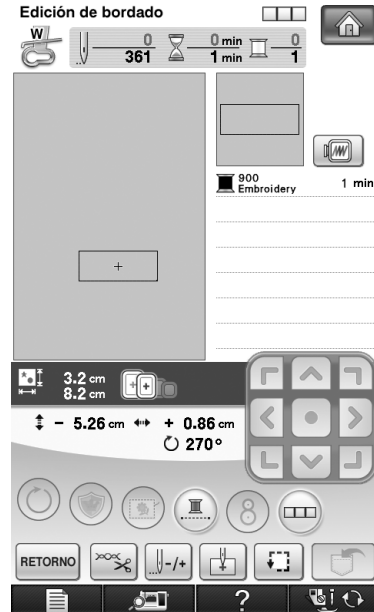 Edición de bordado
W
0 0 min 0
361 1 min 1
900
Embroidery 1 min
3.2 cm
8.2 cm
- 5.26 cm + 0.86 cm
270°
RETORNO -/+
?